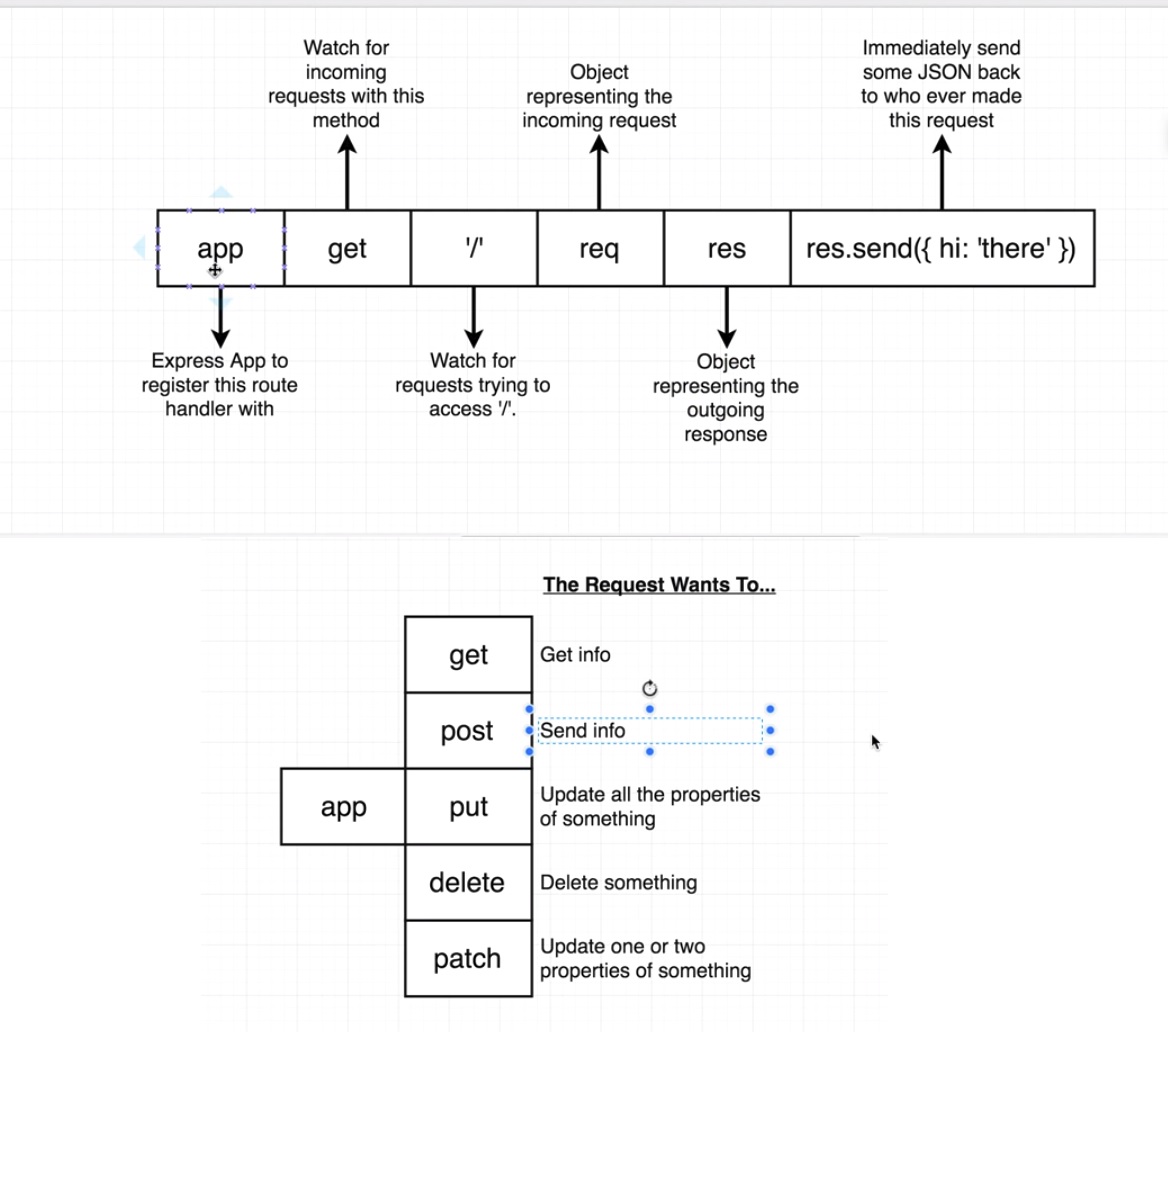 Watch for
incoming
requests with this
method
Object
representing the
incoming request
Immediately send
some JSON back
to who ever made
this request
app
get
'/'
req
res
res.send({ hi: 'there' })
Express App to
register this route
handler with
Watch for
requests trying to
access '/'.
Object
representing the
outgoing
response
The Request Wants To...
get
Get info
post
Send info
app
put
Update all the properties
of something
delete
Delete something
patch
Update one or two
properties of something